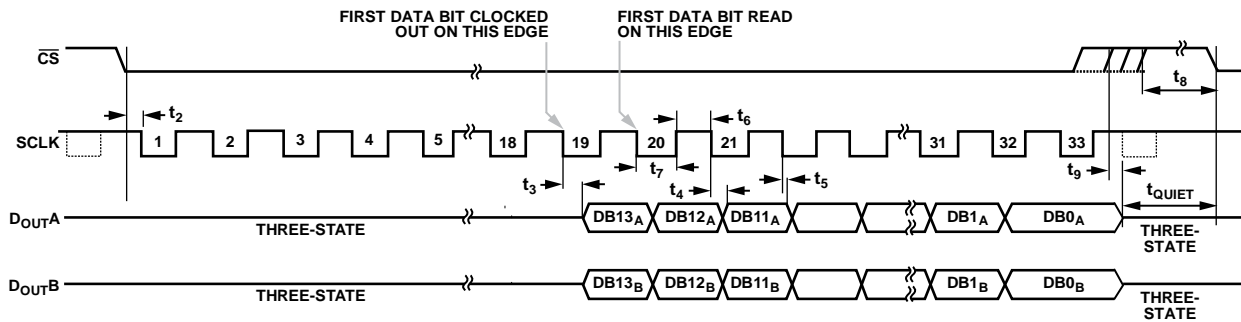 FIRST DATA BIT CLOCKED
OUT ON THIS EDGE
FIRST DATA BIT READ
ON THIS EDGE
CS
t8
t2
t6
SCLK
1
2
3
4
5
18
19
20
21
31
32
33
t3
t7
t4
t5
t9
tQUIET
DOUTA
THREE-STATE
DB13A
DB12A
DB11A
DB1A
DB0A
THREE-
STATE
DOUTB
THREE-STATE
DB13B
DB12B
DB11B
DB1B
DB0B
THREE-
STATE